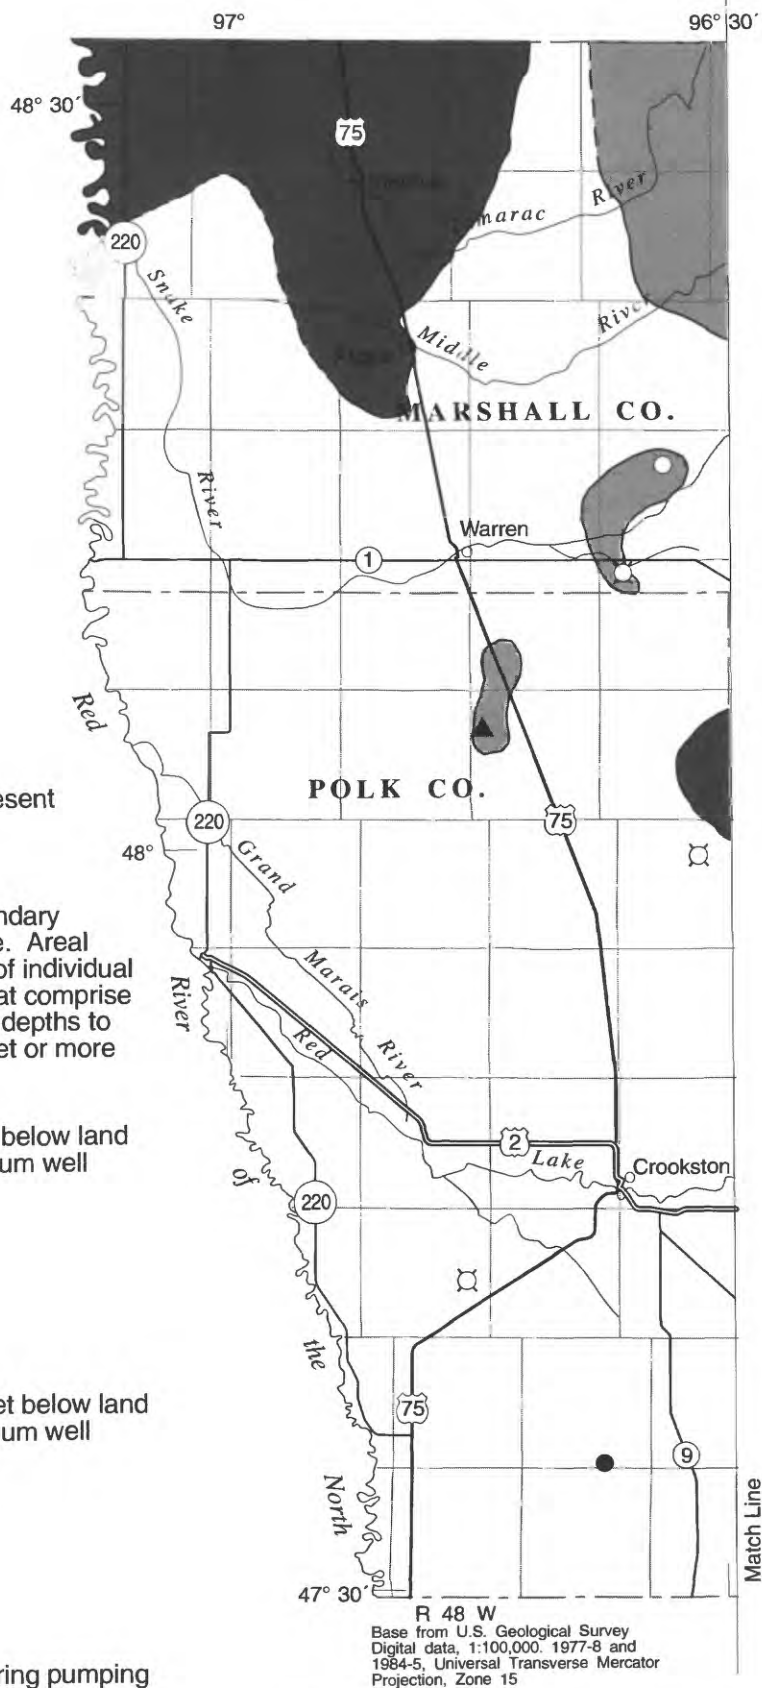 97°
96° 30′
48° 30′
75
River
marac
220
Snake
River
Middle
MARSHALL CO.
River
Warren
1
Red
POLK CO.
esent
220
75
48°
Grand
ndary
e. Areal
of individual
at comprise
depths to
et or more
Marais
River
River
Red
below land
um well
2
Lake
Crookston
of
220
the
et below land
um well
75
9
North
Match Line
47° 30′
R 48 W
Base from U.S. Geological Survey
Digital data, 1:100,000. 1977-8 and
1984-5, Universal Transverse Mercator
Projection, Zone 15
ring pumping